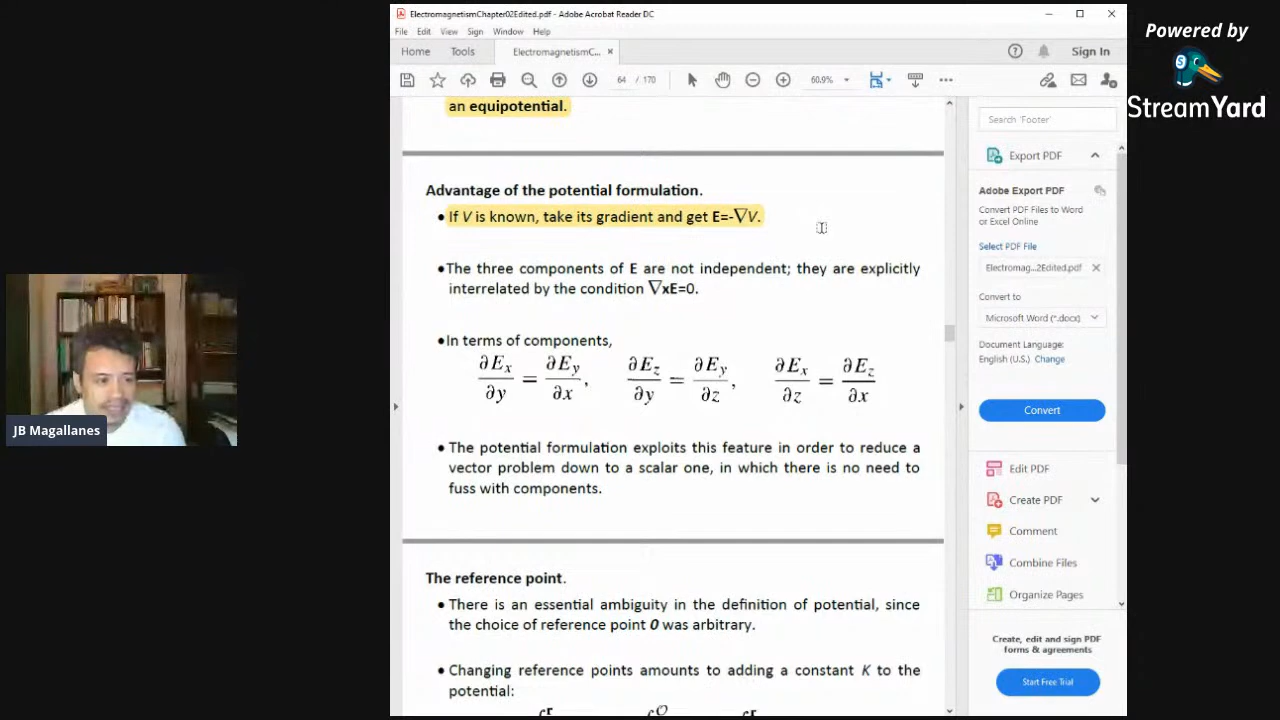 ElectromagnetismChapter02Edited.pdf - Adobe Acrobat Reader DC
File Edit View Sign Window Help
Home Tools ElectromagnetismC... × Sign In
64 / 170 60.9%
an equipotential.
Advantage of the potential formulation.
• If V is known, take its gradient and get E=-∇V.
•The three components of E are not independent; they are explicitly
interrelated by the condition ∇xE=0.
•In terms of components,
∂Ex/∂y = ∂Ey/∂x, ∂Ez/∂y = ∂Ey/∂z, ∂Ex/∂z = ∂Ez/∂x
• The potential formulation exploits this feature in order to reduce a
vector problem down to a scalar one, in which there is no need to
fuss with components.
The reference point.
• There is an essential ambiguity in the definition of potential, since
the choice of reference point O was arbitrary.
• Changing reference points amounts to adding a constant K to the
potential:
Search 'Footer'
Export PDF
Adobe Export PDF
Convert PDF Files to Word
or Excel Online
Select PDF File
Electromag...2Edited.pdf ×
Convert to
Microsoft Word (*.docx)
Document Language:
English (U.S.) Change
Convert
Edit PDF
Create PDF
Comment
Combine Files
Organize Pages
Create, edit and sign PDF
forms & agreements
Start Free Trial
JB Magallanes
Powered by
StreamYard